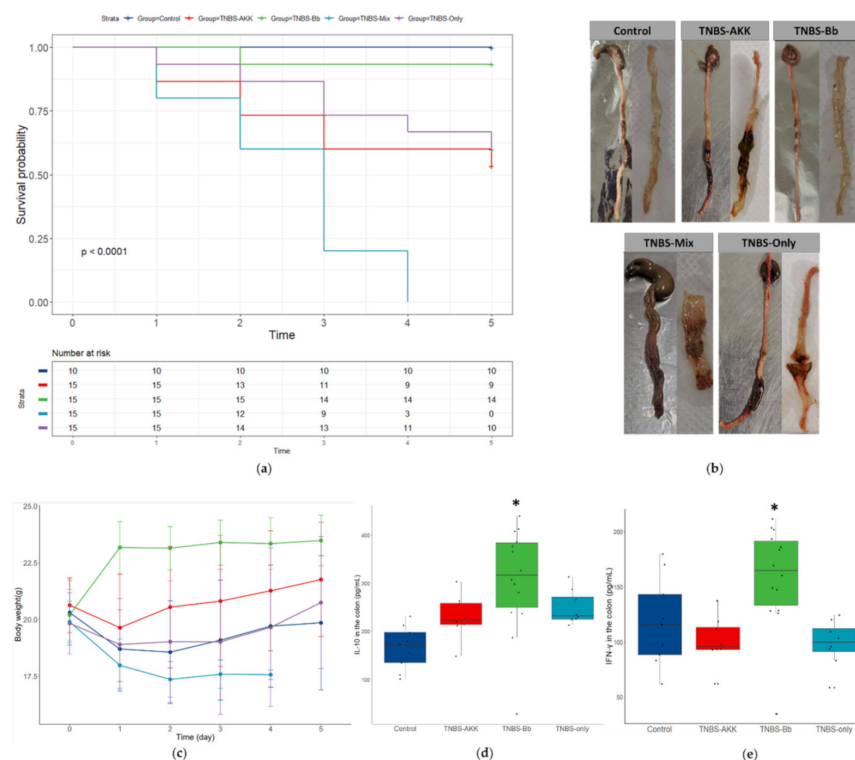 Strata Group=Control Group=TNBS-AKK Group=TNBS-Bb Group=TNBS-Mix Group=TNBS-Only
Survival probability
1.00
0.75
0.50
0.25
0.00
p < 0.0001
0 1 2 3 4 5
Time
Number at risk
Strata
10 10 10 10 10 10
15 15 13 11 9 9
15 15 15 14 14 14
15 15 12 9 3 0
15 15 14 13 11 10
0 1 2 3 4 5
Time
(a)
Control TNBS-AKK TNBS-Bb
TNBS-Mix TNBS-Only
(b)
Body weight(g)
25.0
22.5
20.0
17.5
0 1 2 3 4 5
Time (day)
(c)
IL-10 in the colon (pg/mL)
*
400
300
200
100
Control TNBS-AKK TNBS-Bb TNBS-only
(d)
IFN-γ in the colon (pg/mL)
*
200
150
100
50
Control TNBS-AKK TNBS-Bb TNBS-only
(e)